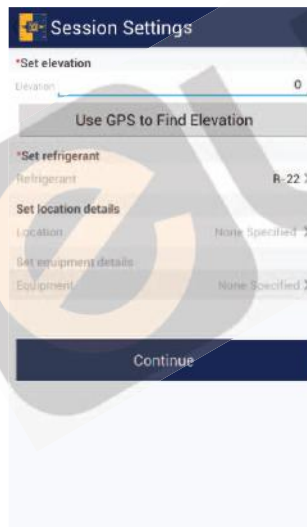 Session Settings
*Set elevation
Elevation 0
Use GPS to Find Elevation
*Set refrigerant
Refrigerant R-22
Set location details
Location None Specified
Set equipment details
Equipment None Specified
Continue